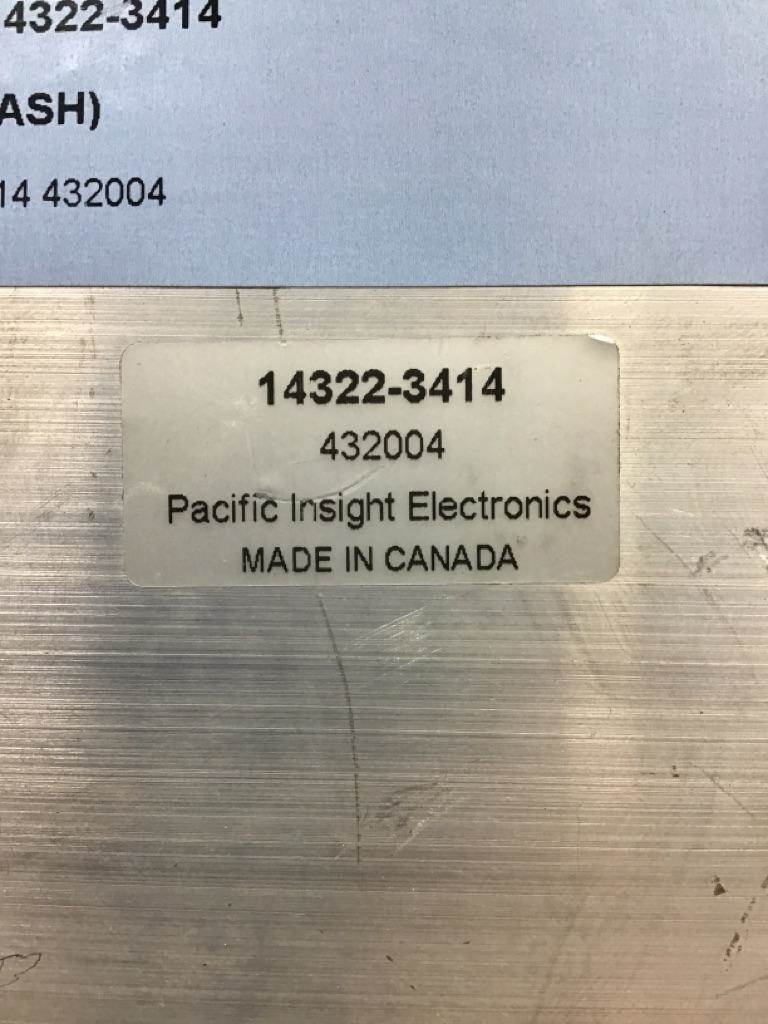 4322-3414
ASH)
14 432004
14322-3414
432004
Pacific Insight Electronics
MADE IN CANADA